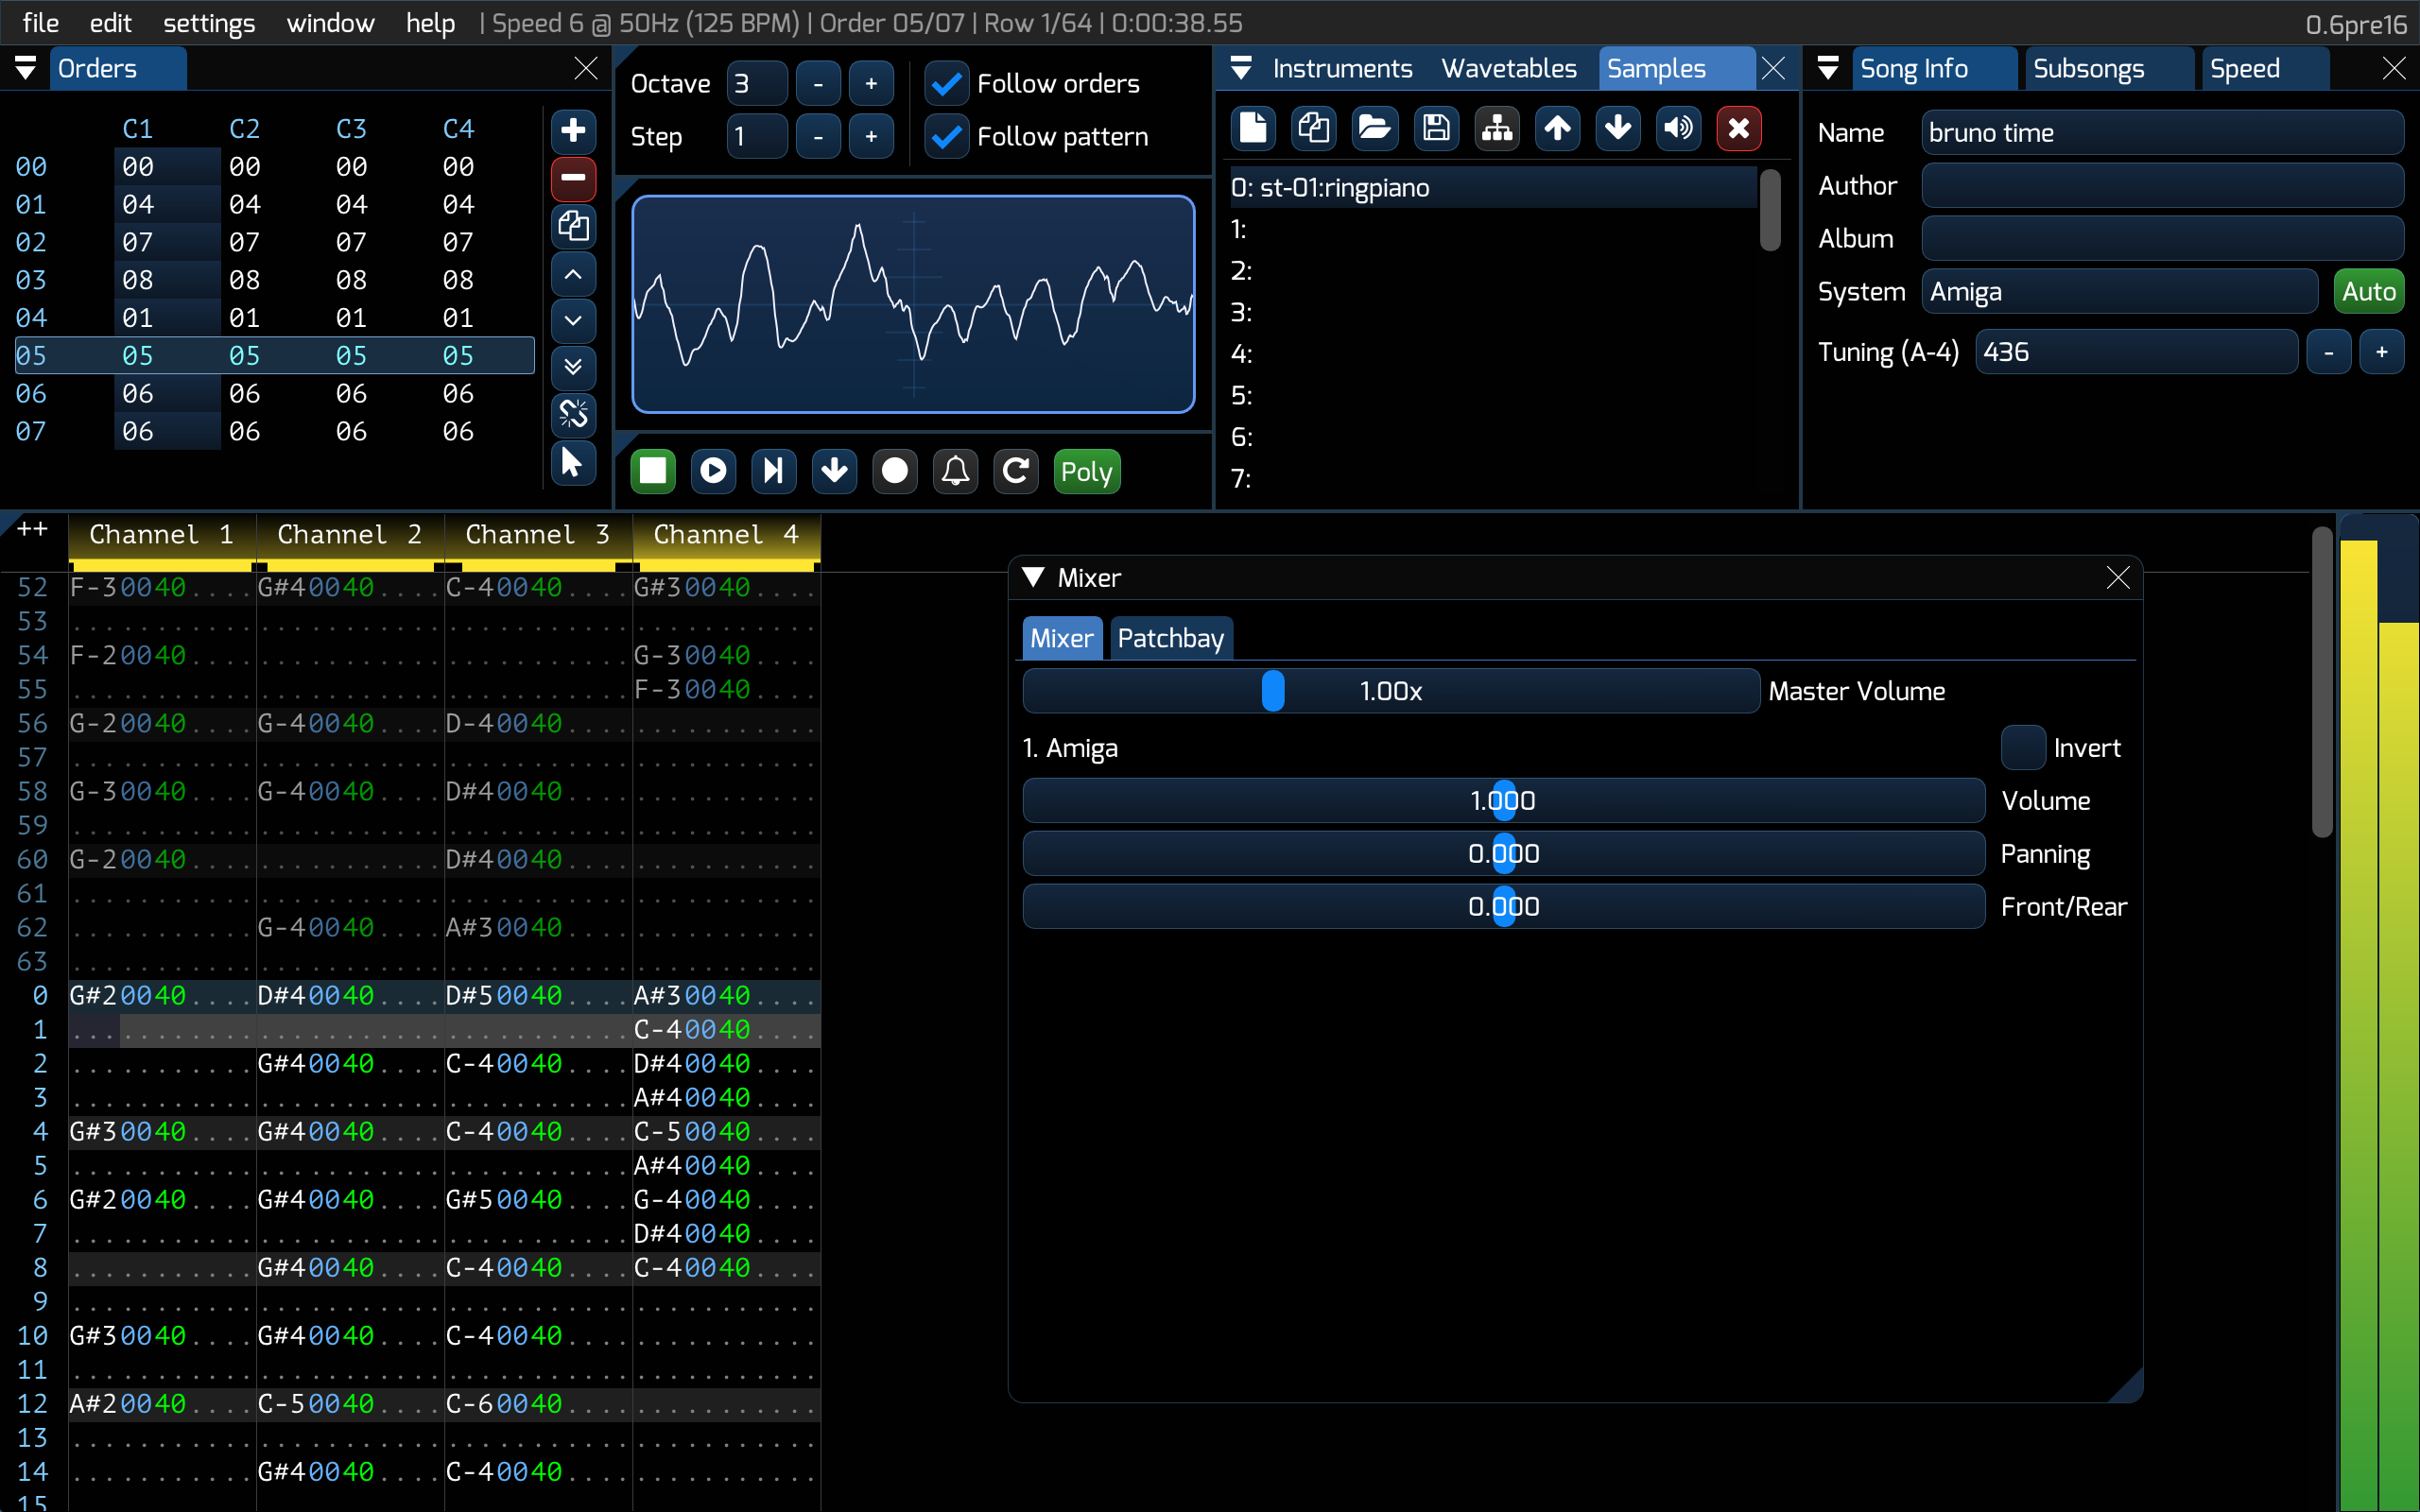 file edit settings window help | Speed 6 @ 50Hz (125 BPM) | Order 05/07 | Row 1/64 | 0:00:38.55 0.6pre16
Orders
C1 C2 C3 C4
00 00 00 00 00
01 04 04 04 04
02 07 07 07 07
03 08 08 08 08
04 01 01 01 01
05 05 05 05 05
06 06 06 06 06
07 06 06 06 06
Octave 3 - + Follow orders
Step 1 - + Follow pattern
Poly
Instruments Wavetables Samples
0: st-01:ringpiano
1:
2:
3:
4:
5:
6:
7:
Song Info Subsongs Speed
Name bruno time
Author
Album
System Amiga Auto
Tuning (A-4) 436 - +
++ Channel 1 Channel 2 Channel 3 Channel 4
52 F-30040.... G#40040.... C-40040.... G#30040....
53 ........... ........... ........... ...........
54 F-20040.... ........... ........... G-30040....
55 ........... ........... ........... F-30040....
56 G-20040.... G-40040.... D-40040.... ...........
57 ........... ........... ........... ...........
58 G-30040.... G-40040.... D#40040.... ...........
59 ........... ........... ........... ...........
60 G-20040.... ........... D#40040.... ...........
61 ........... ........... ........... ...........
62 ........... G-40040.... A#30040.... ...........
63 ........... ........... ........... ...........
0 G#20040.... D#40040.... D#50040.... A#30040....
1 ........... ........... ........... C-40040....
2 ........... G#40040.... C-40040.... D#40040....
3 ........... ........... ........... A#40040....
4 G#30040.... G#40040.... C-40040.... C-50040....
5 ........... ........... ........... A#40040....
6 G#20040.... G#40040.... G#50040.... G-40040....
7 ........... ........... ........... D#40040....
8 ........... G#40040.... C-40040.... C-40040....
9 ........... ........... ........... ...........
10 G#30040.... G#40040.... C-40040.... ...........
11 ........... ........... ........... ...........
12 A#20040.... C-50040.... C-60040.... ...........
13 ........... ........... ........... ...........
14 ........... G#40040.... C-40040.... ...........
15
Mixer
Mixer Patchbay
1.00x Master Volume
1. Amiga Invert
1.000 Volume
0.000 Panning
0.000 Front/Rear